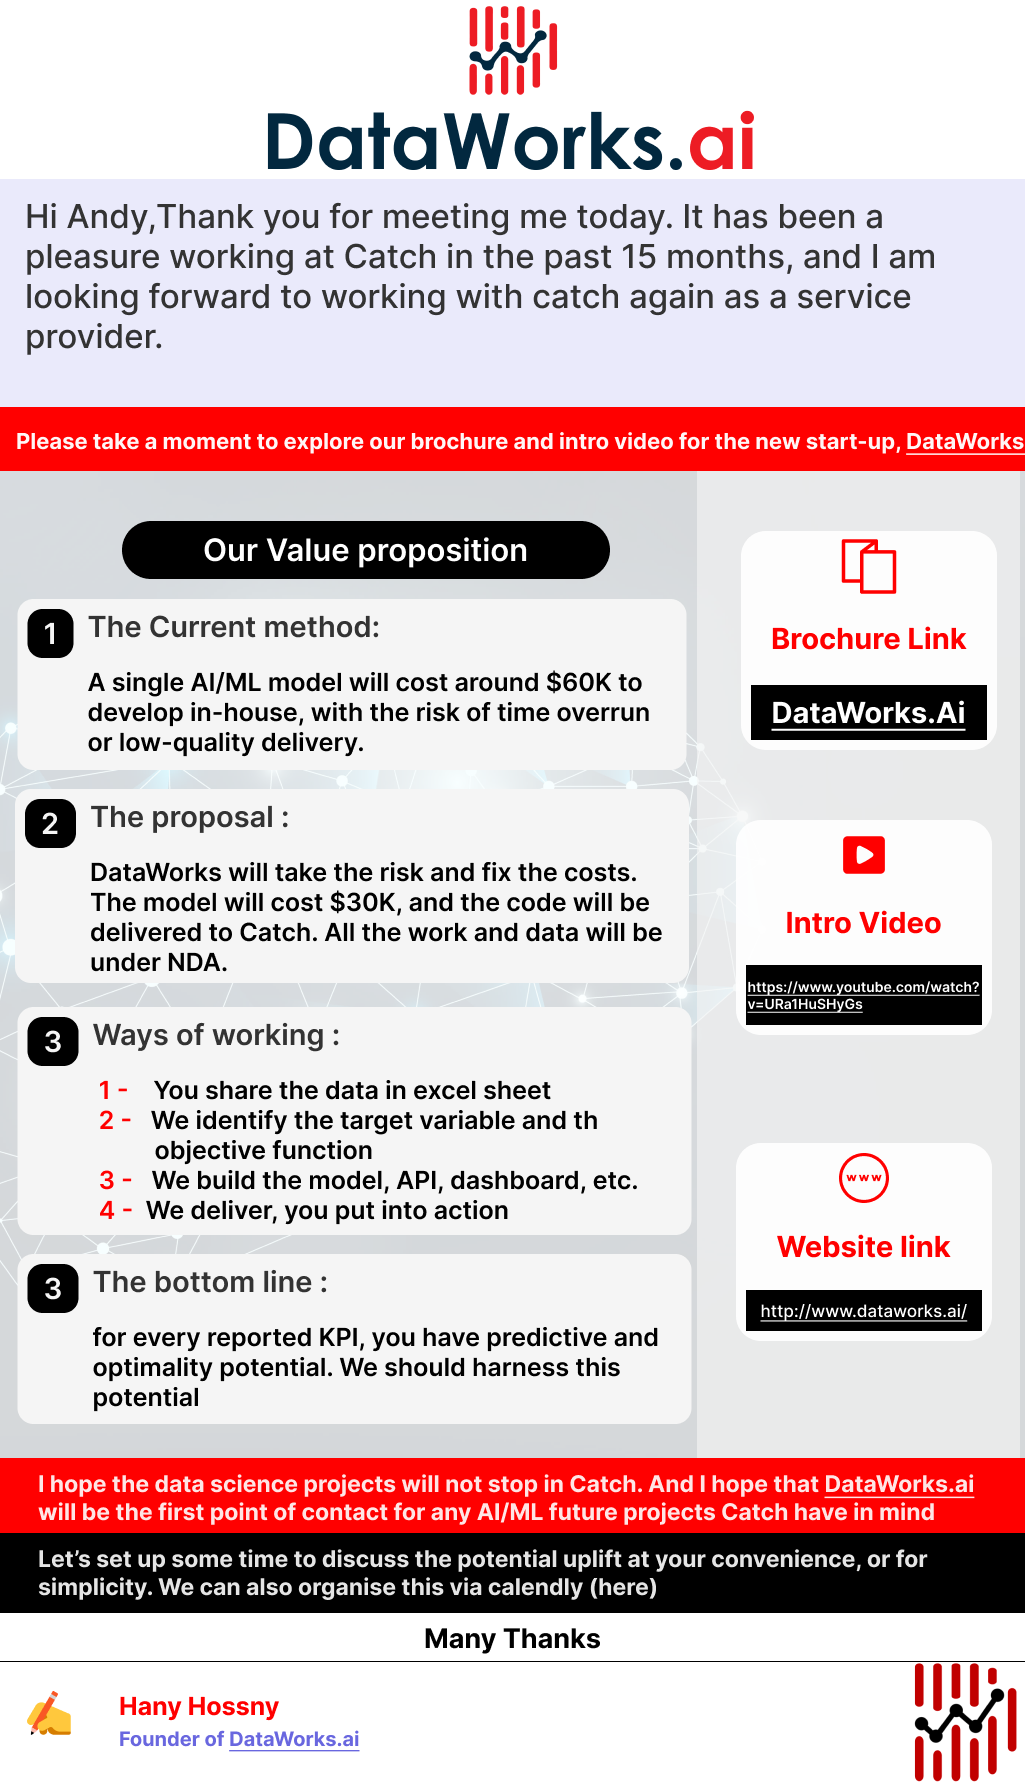 DataWorks.ai
Hi Andy,Thank you for meeting me today. It has been a
pleasure working at Catch in the past 15 months, and I am
looking forward to working with catch again as a service
provider.
Please take a moment to explore our brochure and intro video for the new start-up, DataWorks
Our Value proposition
1 The Current method:
A single AI/ML model will cost around $60K to
develop in-house, with the risk of time overrun
or low-quality delivery.
2 The proposal :
DataWorks will take the risk and fix the costs.
The model will cost $30K, and the code will be
delivered to Catch. All the work and data will be
under NDA.
3 Ways of working :
1 - You share the data in excel sheet
2 - We identify the target variable and th
objective function
3 - We build the model, API, dashboard, etc.
4 - We deliver, you put into action
3 The bottom line :
for every reported KPI, you have predictive and
optimality potential. We should harness this
potential
Brochure Link
DataWorks.Ai
Intro Video
https://www.youtube.com/watch?
v=URa1HuSHyGs
www
Website link
http://www.dataworks.ai/
I hope the data science projects will not stop in Catch. And I hope that DataWorks.ai
will be the first point of contact for any AI/ML future projects Catch have in mind
Let’s set up some time to discuss the potential uplift at your convenience, or for
simplicity. We can also organise this via calendly (here)
Many Thanks
Hany Hossny
Founder of DataWorks.ai